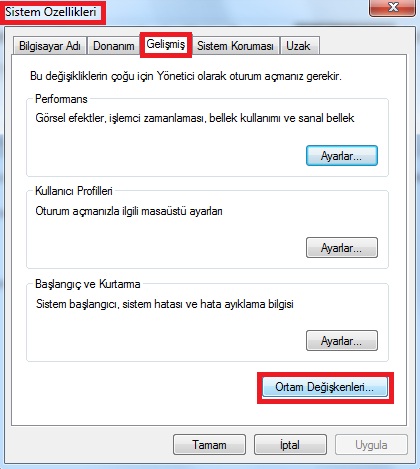 Sistem Özellikleri
Bilgisayar Adı Donanım Gelişmiş Sistem Koruması Uzak
Bu değişikliklerin çoğu için Yönetici olarak oturum açmanız gerekir.
Performans
Görsel efektler, işlemci zamanlaması, bellek kullanımı ve sanal bellek
Ayarlar...
Kullanıcı Profilleri
Oturum açmanızla ilgili masaüstü ayarları
Ayarlar...
Başlangıç ve Kurtarma
Sistem başlangıcı, sistem hatası ve hata ayıklama bilgisi
Ayarlar...
Ortam Değişkenleri...
Tamam İptal Uygula